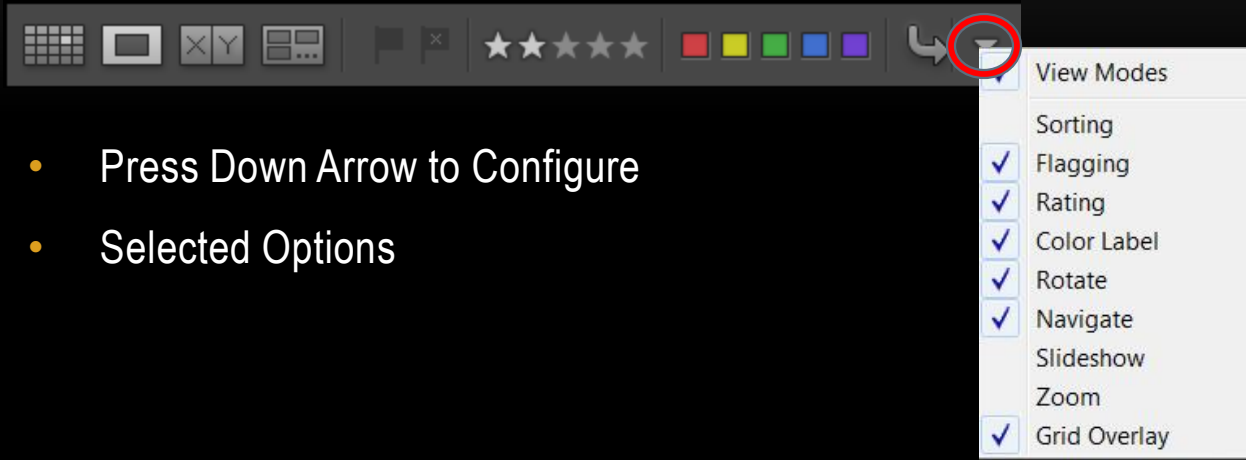 X Y
View Modes
Sorting
Flagging
Rating
Color Label
Rotate
Navigate
Slideshow
Zoom
Grid Overlay
• Press Down Arrow to Configure
• Selected Options